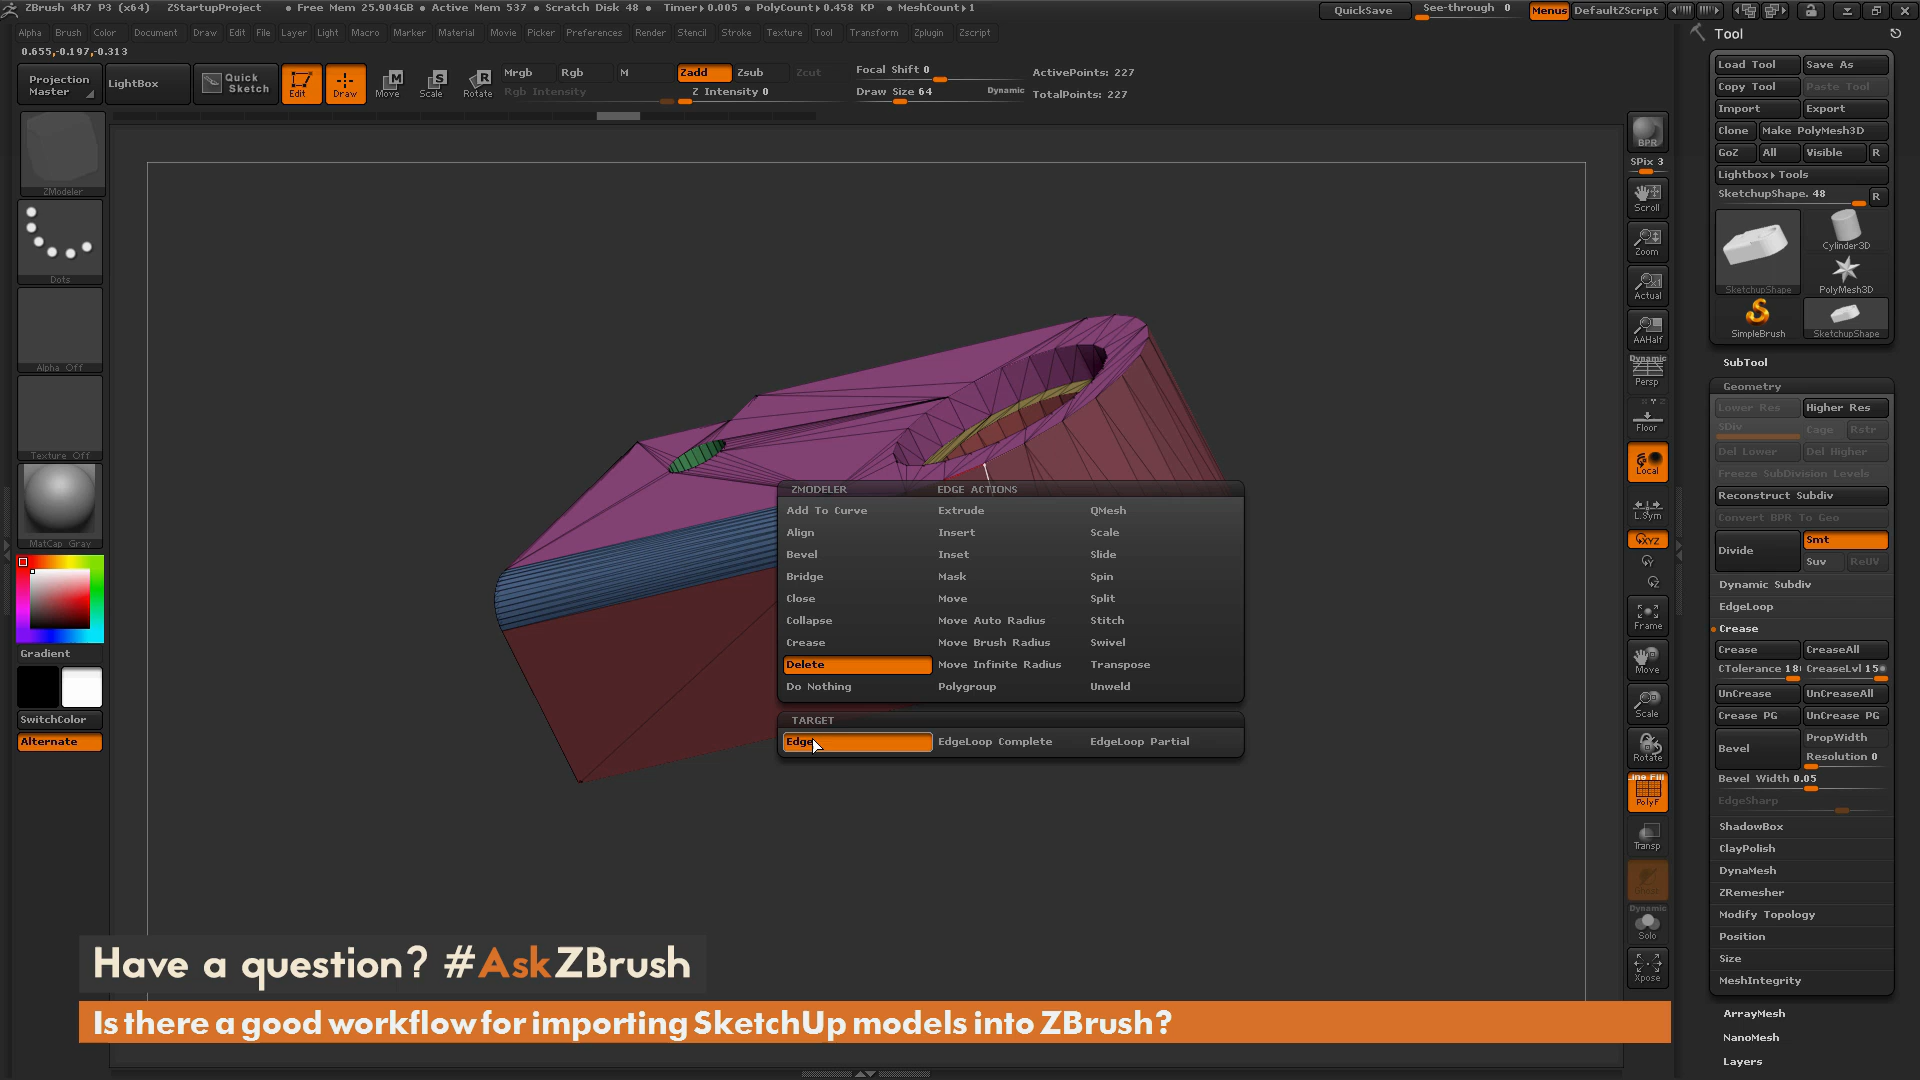 ZBrush 4R7 P3 (x64) ZStartupProject • Free Mem 25.904GB • Active Mem 537 • Scratch Disk 48 • Timer▸0.005 • PolyCount▸0.458 KP • MeshCount▸1 QuickSave See-through 0 Menus DefaultZScript
Alpha Brush Color Document Draw Edit File Layer Light Macro Marker Material Movie Picker Preferences Render Stencil Stroke Texture Tool Transform Zplugin Zscript
0.655,-0.197,-0.313
Projection Master
LightBox
Quick Sketch
Edit
Draw
Move
Scale
Rotate
Mrgb Rgb M
Rgb Intensity
Zadd Zsub Zcut
Z Intensity 0
Focal Shift 0
Draw Size 64 Dynamic
ActivePoints: 227
TotalPoints: 227
ZModeler
Dots
Alpha Off
Texture Off
MatCap Gray
Gradient
SwitchColor
Alternate
ZMODELER EDGE ACTIONS
Add To Curve Extrude QMesh
Align Insert Scale
Bevel Inset Slide
Bridge Mask Spin
Close Move Split
Collapse Move Auto Radius Stitch
Crease Move Brush Radius Swivel
Delete Move Infinite Radius Transpose
Do Nothing Polygroup Unweld
TARGET
Edge EdgeLoop Complete EdgeLoop Partial
BPR
SPix 3
Scroll
Zoom
Actual
AAHalf
Dynamic
Persp
Floor
Local
L.Sym
XYZ
Frame
Move
Scale
Rotate
Line Fill
PolyF
Transp
Ghost
Dynamic
Solo
Xpose
Tool
Load Tool Save As
Copy Tool Paste Tool
Import Export
Clone Make PolyMesh3D
GoZ All Visible R
Lightbox▸Tools
SketchupShape. 48 R
SketchupShape
Cylinder3D
PolyMesh3D
SimpleBrush
SketchupShape
SubTool
Geometry
Lower Res Higher Res
SDiv Cage Rstr
Del Lower Del Higher
Freeze SubDivision Levels
Reconstruct Subdiv
Convert BPR To Geo
Divide Smt
Suv ReUV
Dynamic Subdiv
EdgeLoop
Crease
Crease CreaseAll
CTolerance 18 CreaseLvl 15
UnCrease UnCreaseAll
Crease PG UnCrease PG
Bevel PropWidth
Resolution 0
Bevel Width 0.05
EdgeSharp
ShadowBox
ClayPolish
DynaMesh
ZRemesher
Modify Topology
Position
Size
MeshIntegrity
ArrayMesh
NanoMesh
Layers
Have a question? #AskZBrush
Is there a good workflow for importing SketchUp models into ZBrush?